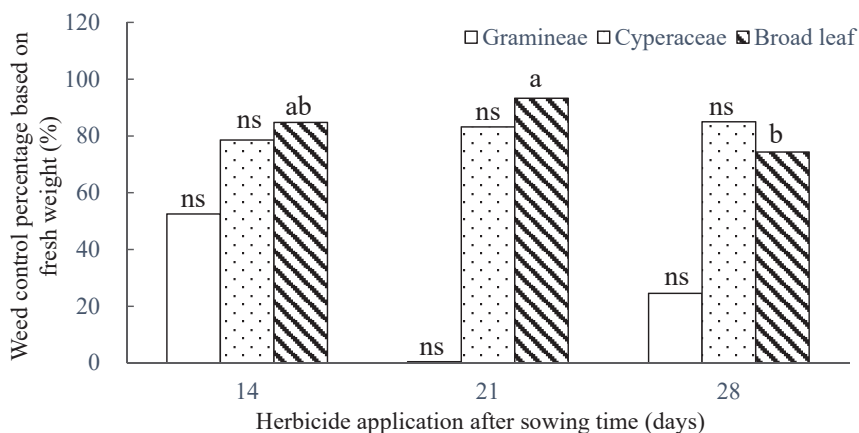 120
100
80
60
40
20
0
Weed control percentage based on
fresh weight (%)
Gramineae Cyperaceae Broad leaf
ns ns ab
ns ns a
ns ns b
14 21 28
Herbicide application after sowing time (days)